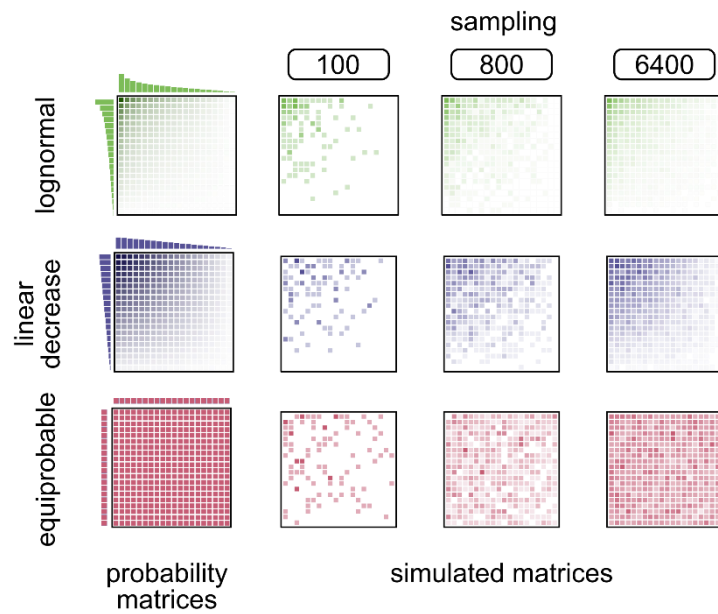 sampling
100 800 6400
lognormal
linear
decrease
equiprobable
probability
matrices
simulated matrices